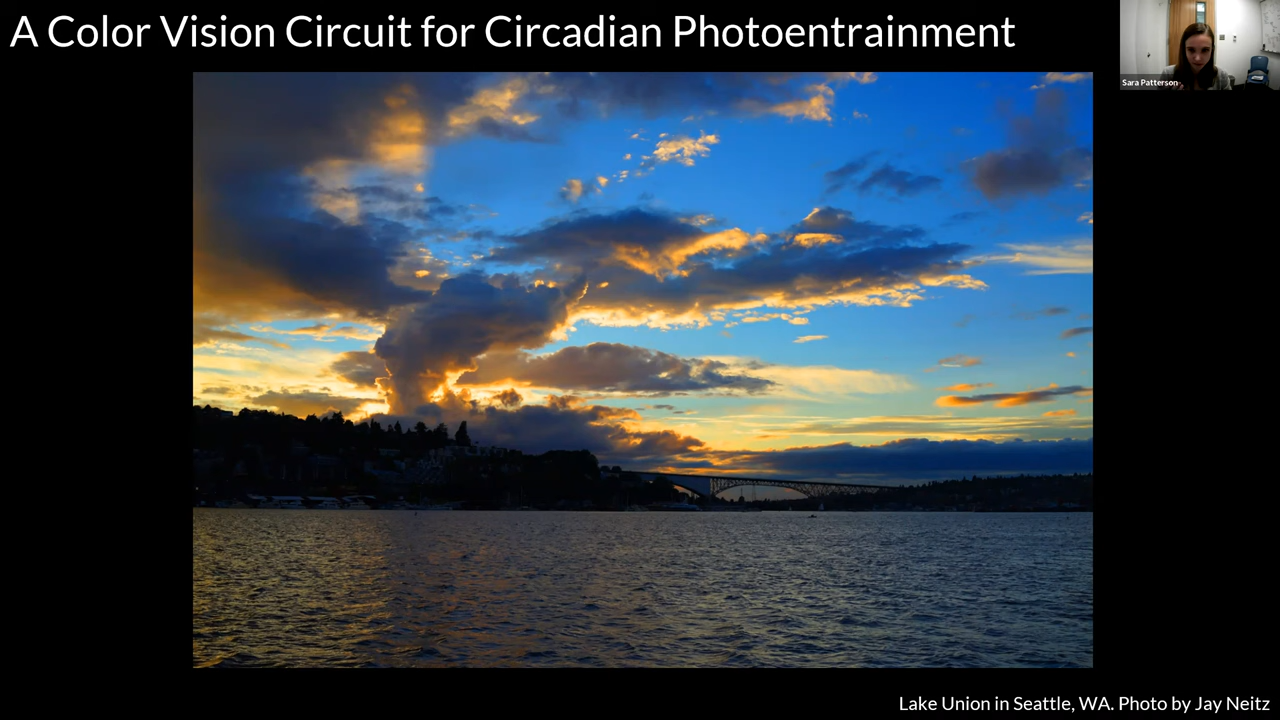 A Color Vision Circuit for Circadian Photoentrainment
Sara Patterson
Lake Union in Seattle, WA. Photo by Jay Neitz